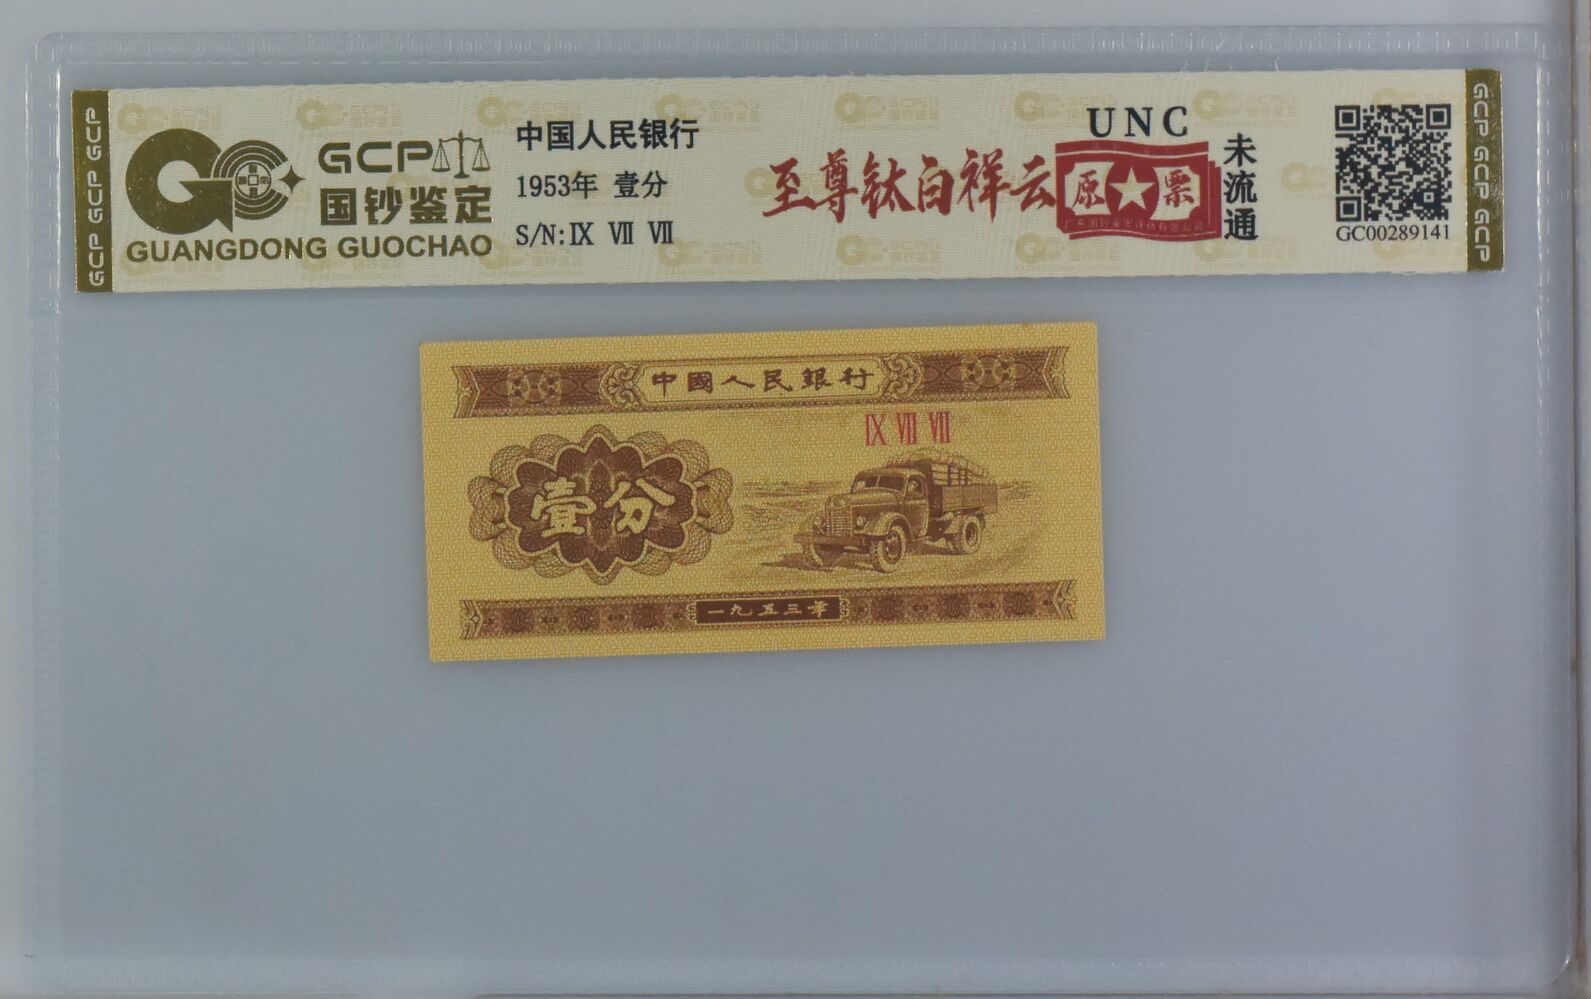 GCP GCP GCP
GCP
国钞鉴定
GUANGDONG GUOCHAO
中国人民银行
1953年 壹分
S/N:Ⅸ Ⅶ Ⅶ
至尊钛白祥云
原票
UNC
未流通
GC00289141
GCP GCP GCP
中國人民銀行
Ⅸ Ⅶ Ⅶ
壹分
一九五三年